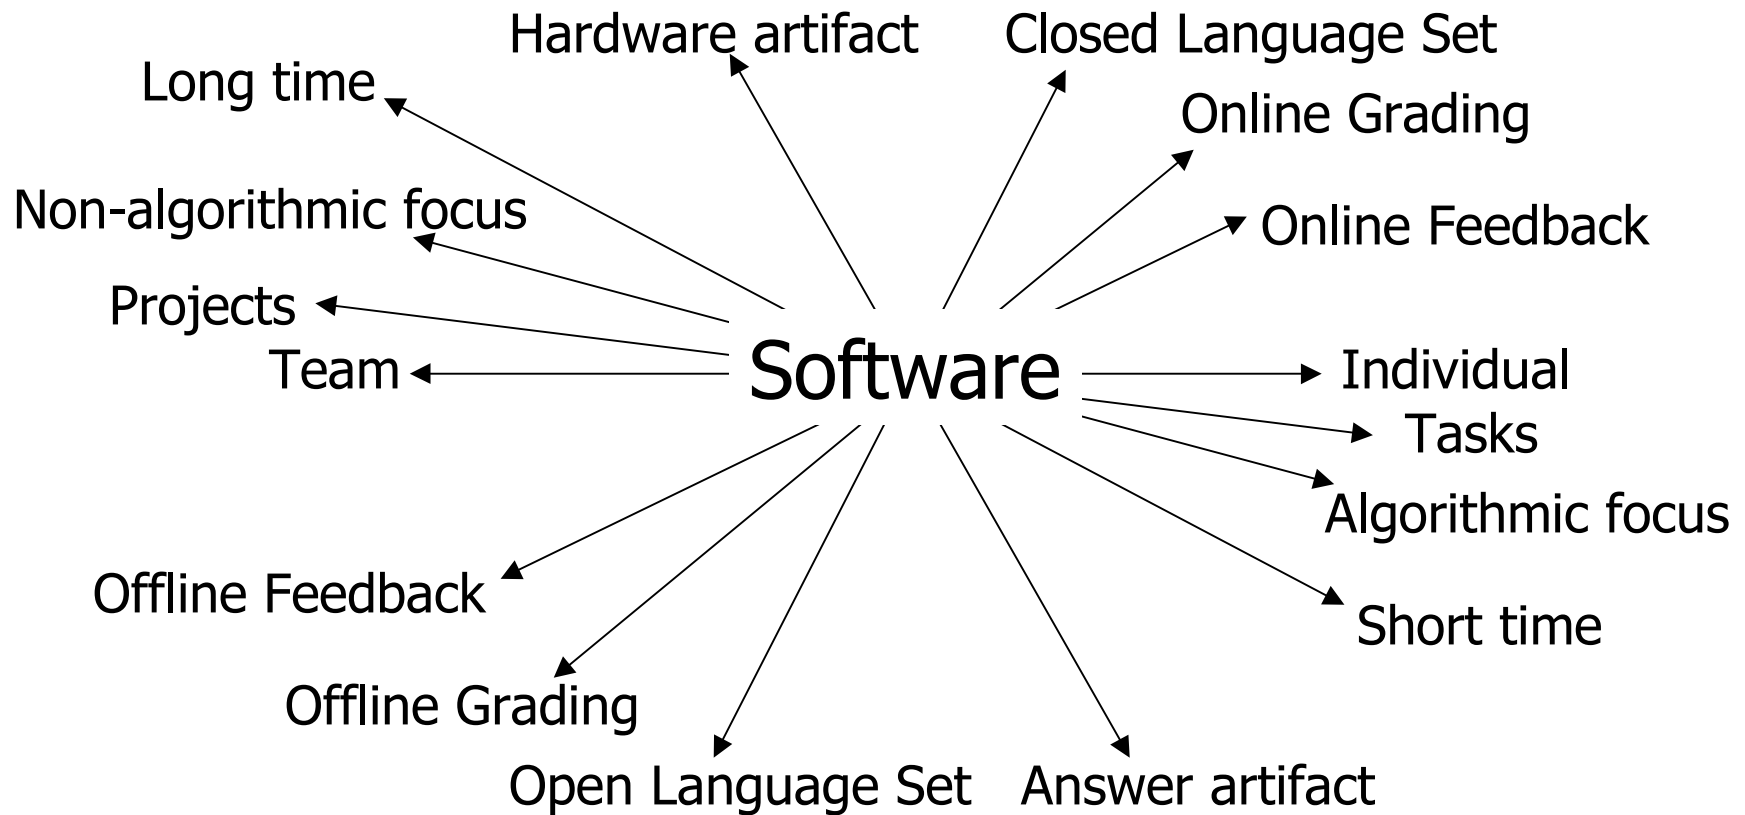 Hardware artifact
Closed Language Set
Long time
Online Grading
Non-algorithmic focus
Online Feedback
Projects
Team
Software
Individual
Tasks
Algorithmic focus
Offline Feedback
Short time
Offline Grading
Open Language Set
Answer artifact